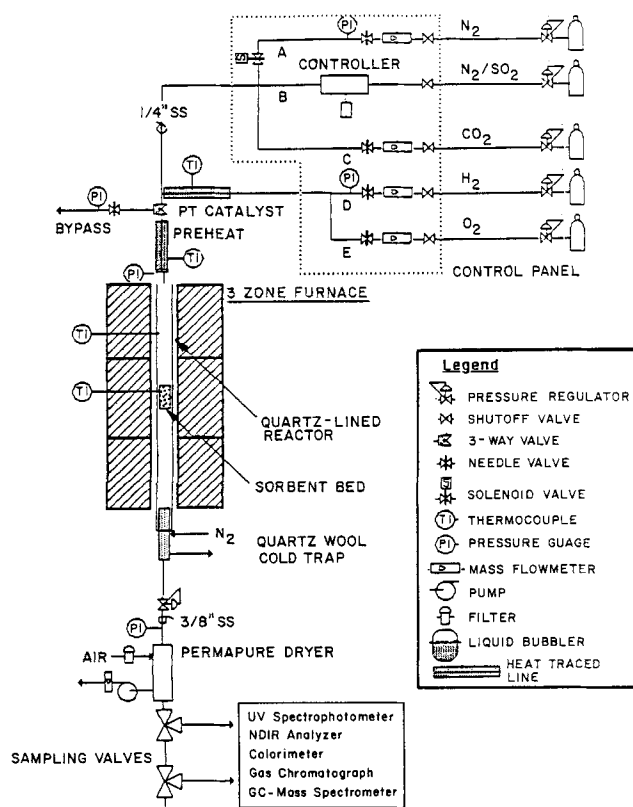 PI
N2
A
S
CONTROLLER
B
N2/SO2
1/4" SS
C
CO2
TI
PI
H2
D
PI
PT CATALYST
BYPASS
PREHEAT
O2
E
TI
PI
CONTROL PANEL
3 ZONE FURNACE
TI
TI
QUARTZ-LINED
REACTOR
SORBENT BED
N2
QUARTZ WOOL
COLD TRAP
3/8" SS
PI
PERMAPURE DRYER
AIR
SAMPLING VALVES
UV Spectrophotometer
NDIR Analyzer
Colorimeter
Gas Chromatograph
GC-Mass Spectrometer
Legend
PRESSURE REGULATOR
SHUTOFF VALVE
3-WAY VALVE
NEEDLE VALVE
S
SOLENOID VALVE
TI THERMOCOUPLE
PI PRESSURE GUAGE
MASS FLOWMETER
PUMP
FILTER
LIQUID BUBBLER
HEAT TRACED
LINE